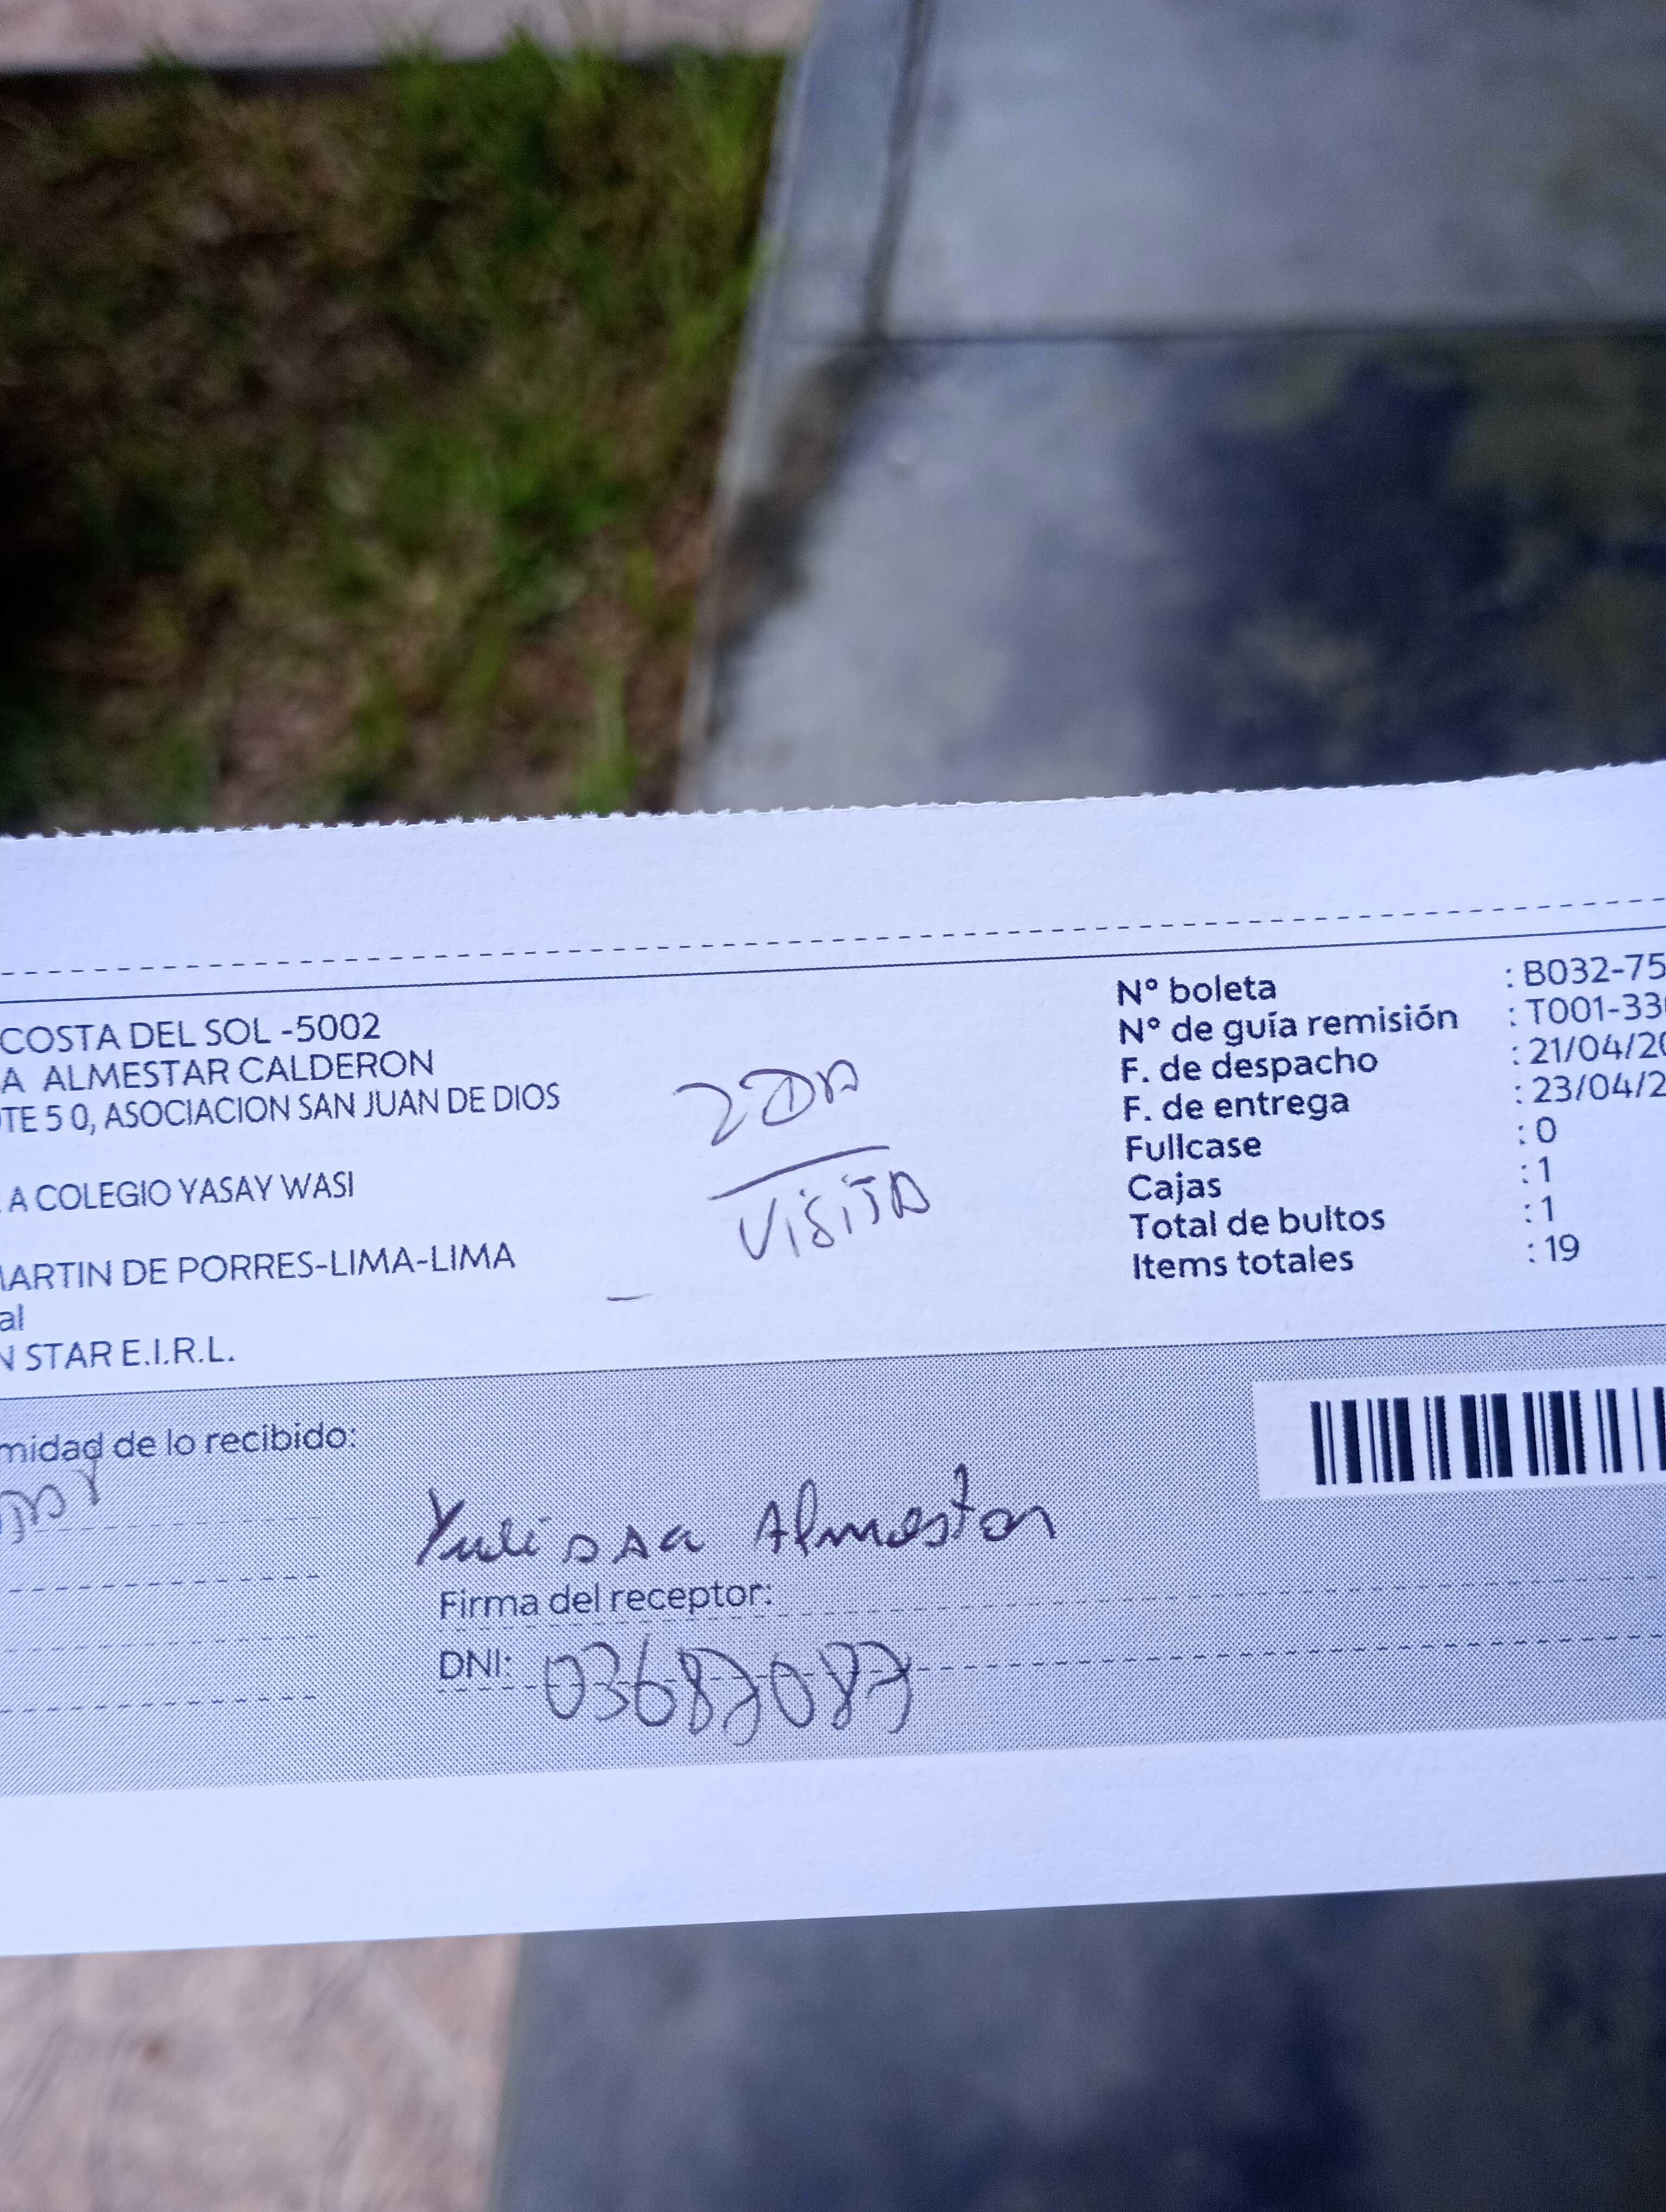 COSTA DEL SOL -5002
A ALMESTAR CALDERON
TE 5 0, ASOCIACION SAN JUAN DE DIOS
A COLEGIO YASAY WASI
MARTIN DE PORRES-LIMA-LIMA
al
N STAR E.I.R.L.
2DA
VISITA
N° boleta : B032-75
N° de guía remisión : T001-33
F. de despacho : 21/04/20
F. de entrega : 23/04/2
Fullcase : 0
Cajas : 1
Total de bultos : 1
Items totales : 19
midad de lo recibido:
Yulissa Almestar
Firma del receptor:
DNI: 03687087